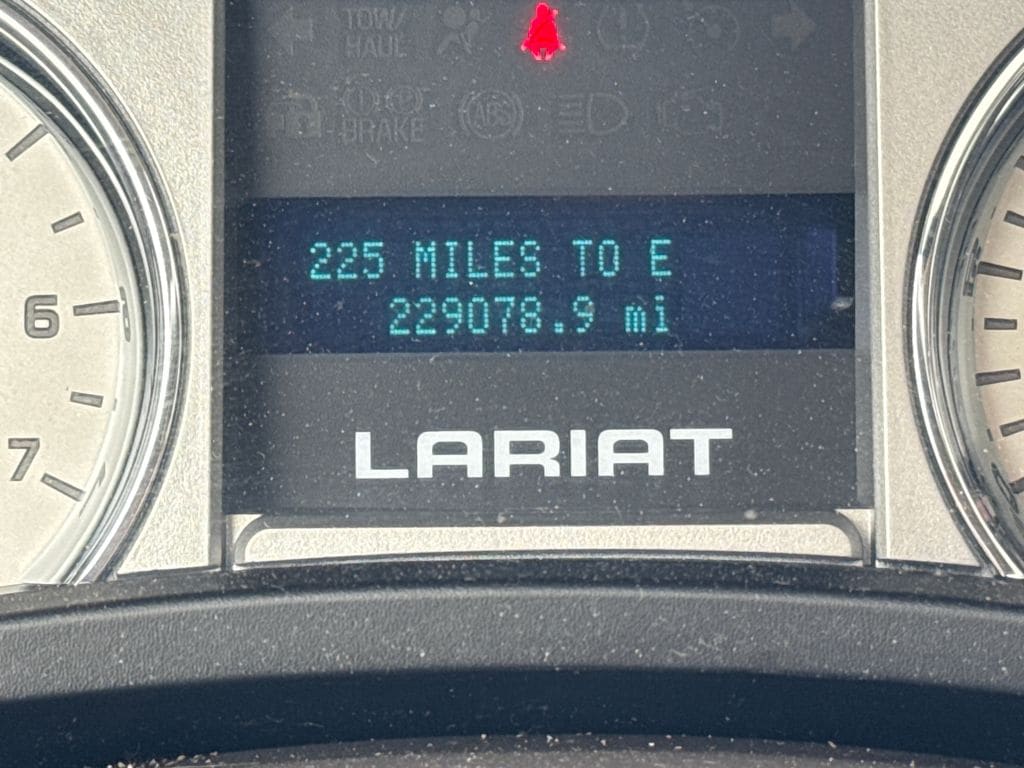 TOW/
HAUL
BRAKE
ABS
225 MILES TO E
229078.9 mi
6
7
LARIAT